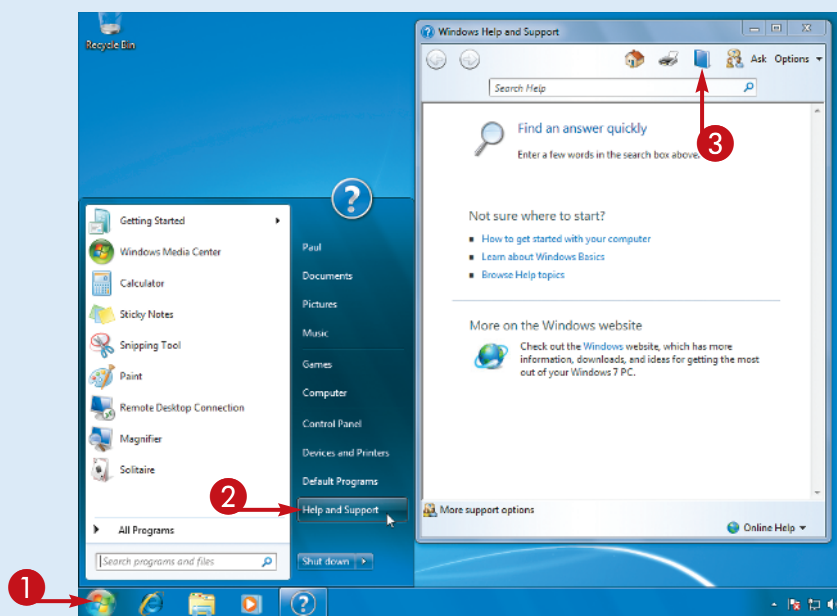 Recycle Bin
Windows Help and Support
Ask Options
Search Help
Find an answer quickly
Enter a few words in the search box above.
3
Not sure where to start?
How to get started with your computer
Learn about Windows Basics
Browse Help topics
More on the Windows website
Check out the Windows website, which has more
information, downloads, and ideas for getting the most
out of your Windows 7 PC.
More support options
Online Help
Getting Started
Windows Media Center
Calculator
Sticky Notes
Snipping Tool
Paint
Remote Desktop Connection
Magnifier
Solitaire
All Programs
Search programs and files
Paul
Documents
Pictures
Music
Games
Computer
Control Panel
Devices and Printers
Default Programs
2
Help and Support
Shut down
1